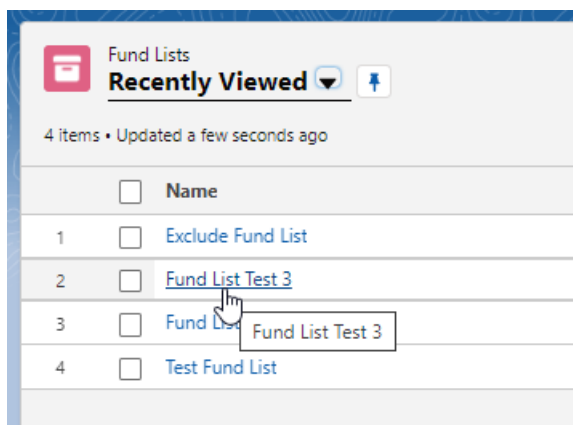 Fund Lists
Recently Viewed
4 items • Updated a few seconds ago
Name
1 Exclude Fund List
2 Fund List Test 3
3 Fund
Fund List Test 3
4 Test Fund List